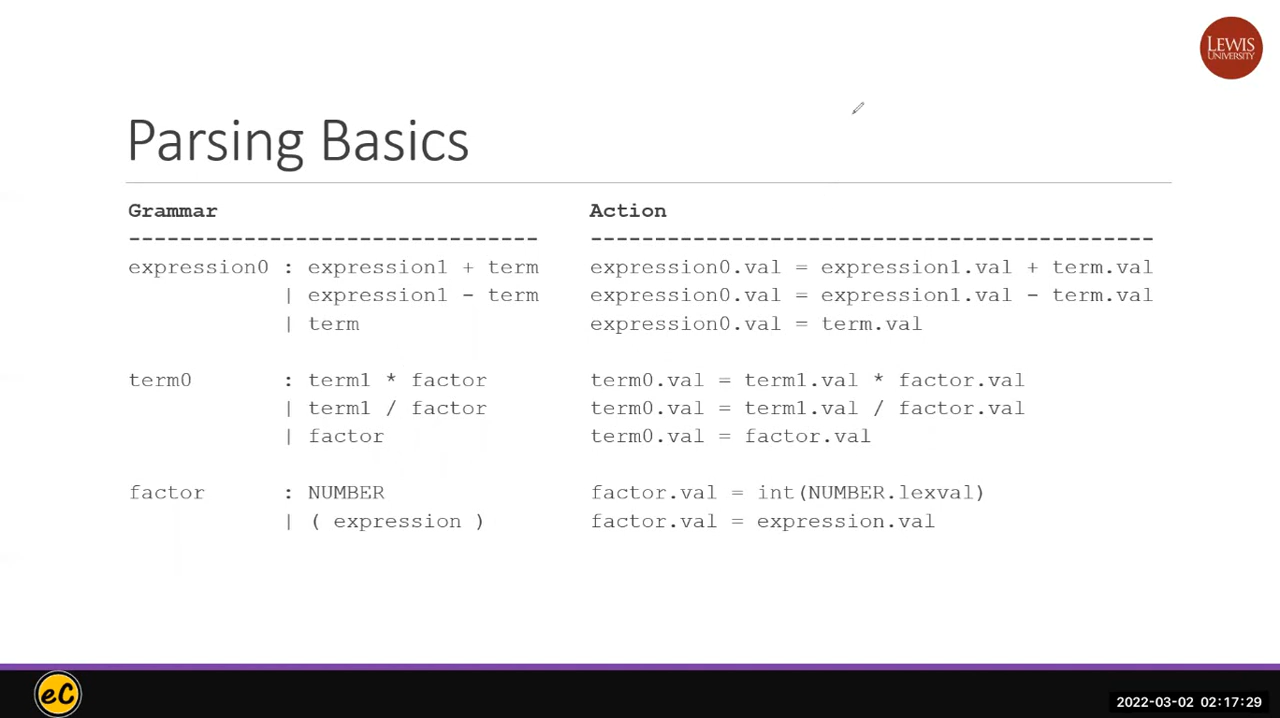 LEWIS
UNIVERSITY
Parsing Basics
Grammar Action
-------------------------------- --------------------------------------------
expression0 : expression1 + term expression0.val = expression1.val + term.val
| expression1 - term expression0.val = expression1.val - term.val
| term expression0.val = term.val
term0 : term1 * factor term0.val = term1.val * factor.val
| term1 / factor term0.val = term1.val / factor.val
| factor term0.val = factor.val
factor : NUMBER factor.val = int(NUMBER.lexval)
| ( expression ) factor.val = expression.val
eC
2022-03-02 02:17:29